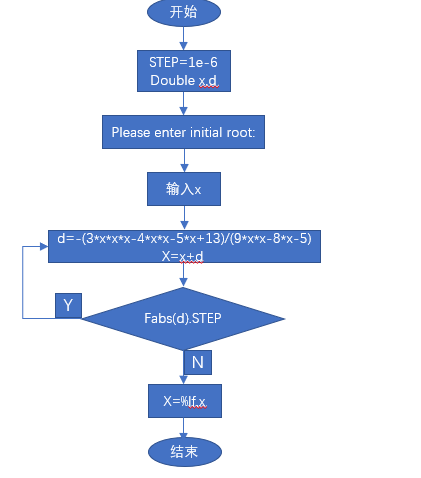 开始
STEP=1e-6
Double x,d
Please enter initial root:
输入x
d=-(3*x*x*x-4*x*x-5*x+13)/(9*x*x-8*x-5)
X=x+d
Y
Fabs(d).STEP
N
X=%lf,x
结束